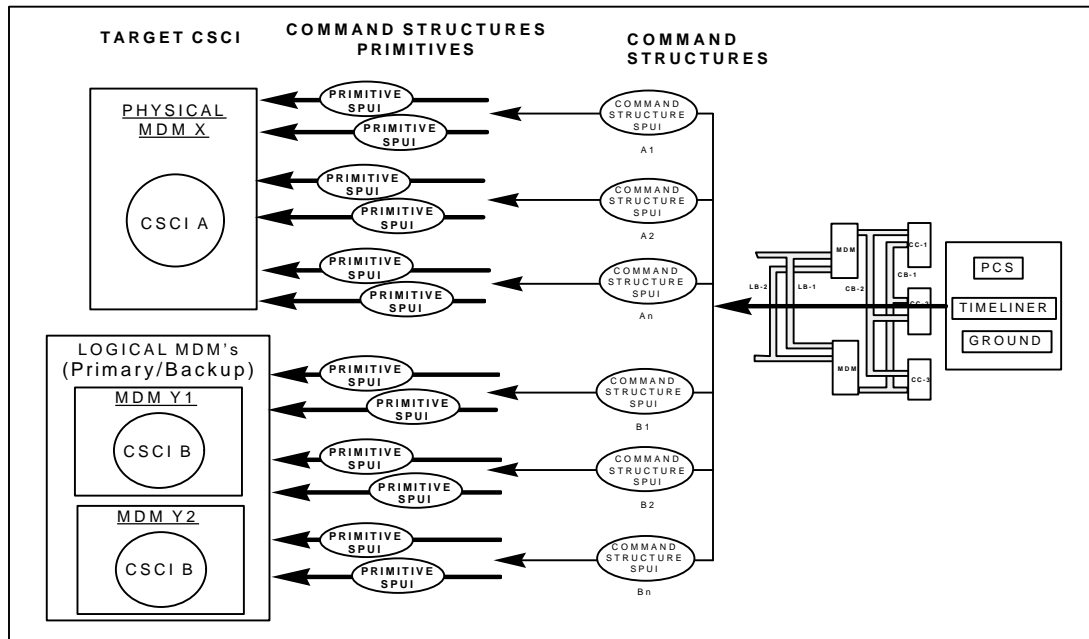 TARGET CSCI
COMMAND STRUCTURES
PRIMITIVES
COMMAND
STRUCTURES
PHYSICAL
MDM X
CSCI A
PRIMITIVE
SPUI
PRIMITIVE
SPUI
PRIMITIVE
SPUI
PRIMITIVE
SPUI
PRIMITIVE
SPUI
PRIMITIVE
SPUI
COMMAND
STRUCTURE
SPUI
A1
COMMAND
STRUCTURE
SPUI
A2
COMMAND
STRUCTURE
SPUI
An
LOGICAL MDM's
(Primary/Backup)
MDM Y1
CSCI B
MDM Y2
CSCI B
PRIMITIVE
SPUI
PRIMITIVE
SPUI
PRIMITIVE
SPUI
PRIMITIVE
SPUI
PRIMITIVE
SPUI
PRIMITIVE
SPUI
COMMAND
STRUCTURE
SPUI
B1
COMMAND
STRUCTURE
SPUI
B2
COMMAND
STRUCTURE
SPUI
Bn
LB-2
LB-1
MDM
MDM
CB-2
CB-1
CC-1
CC-3
PCS
TIMELINER
GROUND